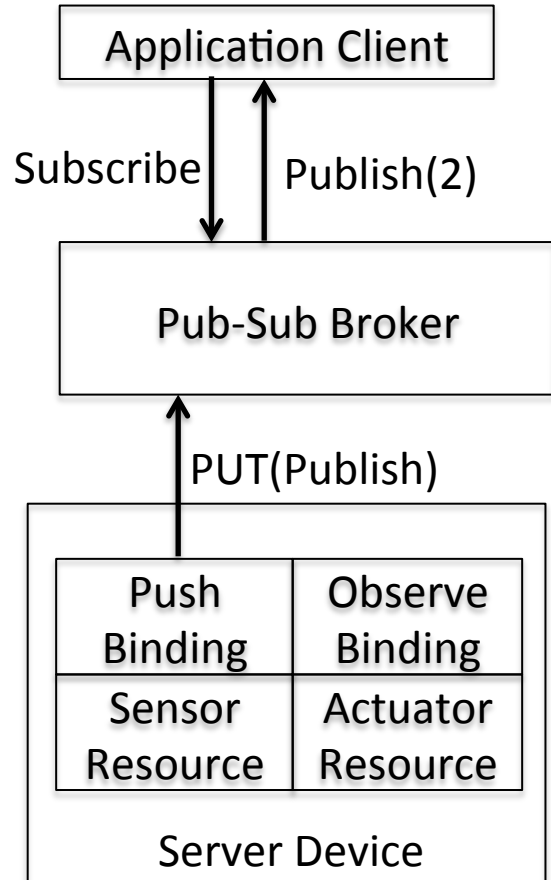 Application Client
Subscribe
Publish(2)
Pub-Sub Broker
PUT(Publish)
Push
Binding
Observe
Binding
Sensor
Resource
Actuator
Resource
Server Device